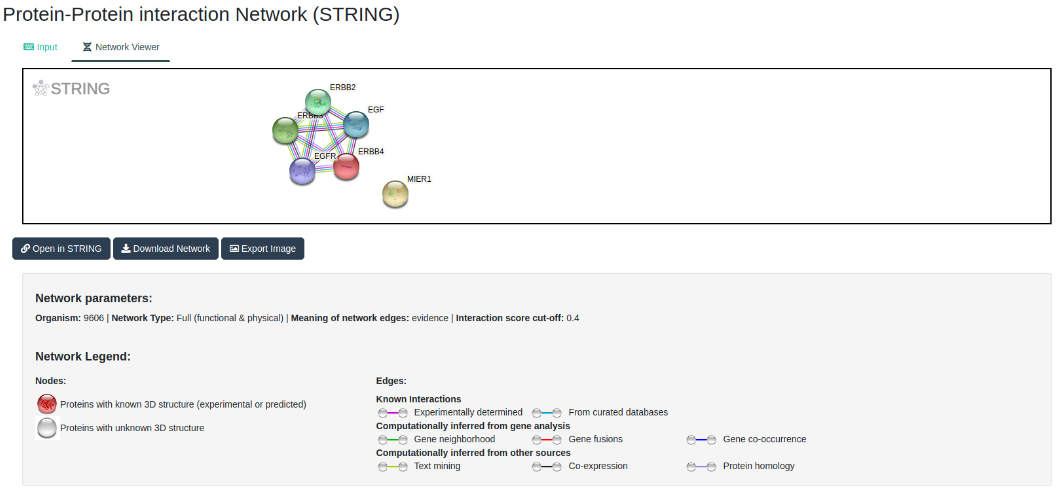 Protein-Protein interaction Network (STRING)
Input
Network Viewer
STRING
ERBB2
EGF
ERBB3
ERBB4
EGFR
MIER1
Open in STRING
Download Network
Export Image
Network parameters:
Organism: 9606 | Network Type: Full (functional & physical) | Meaning of network edges: evidence | Interaction score cut-off: 0.4
Network Legend:
Nodes:
Proteins with known 3D structure (experimental or predicted)
Proteins with unknown 3D structure
Edges:
Known Interactions
Experimentally determined
From curated databases
Computationally inferred from gene analysis
Gene neighborhood
Gene fusions
Gene co-occurrence
Computationally inferred from other sources
Text mining
Co-expression
Protein homology